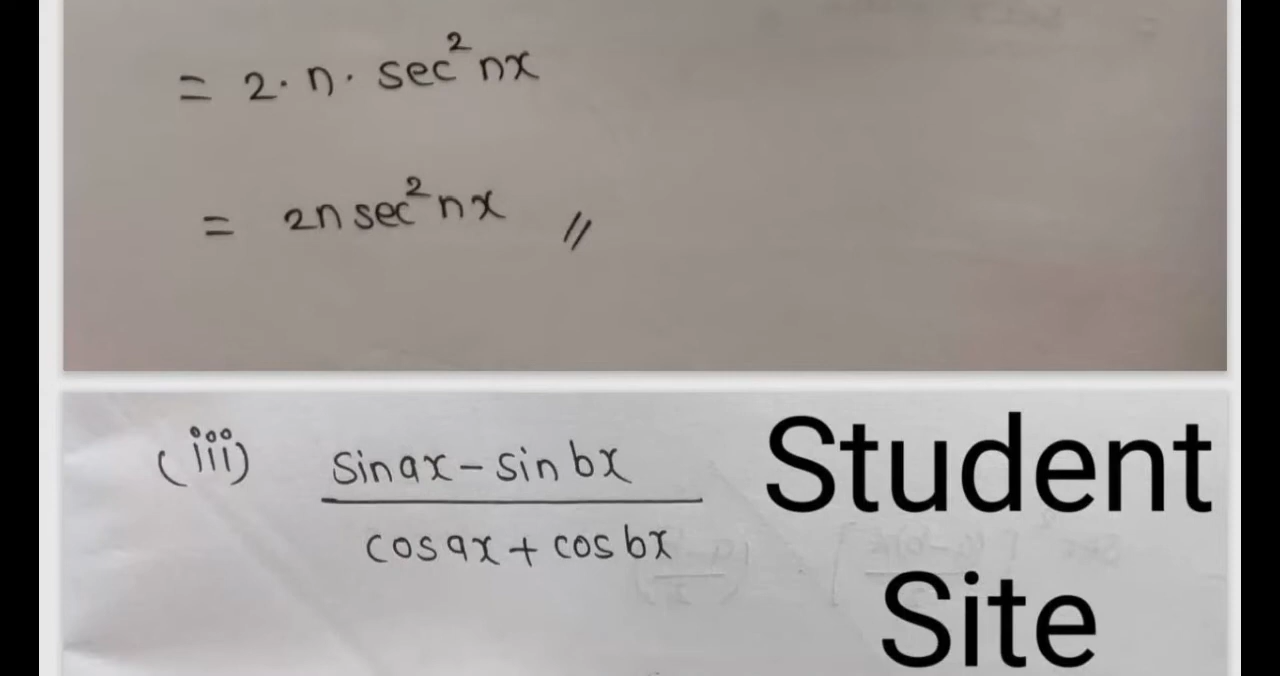 = 2 · n · sec² nx
= 2n sec² nx //
(iii) sin ax − sin bx
cos ax + cos bx
Student
Site